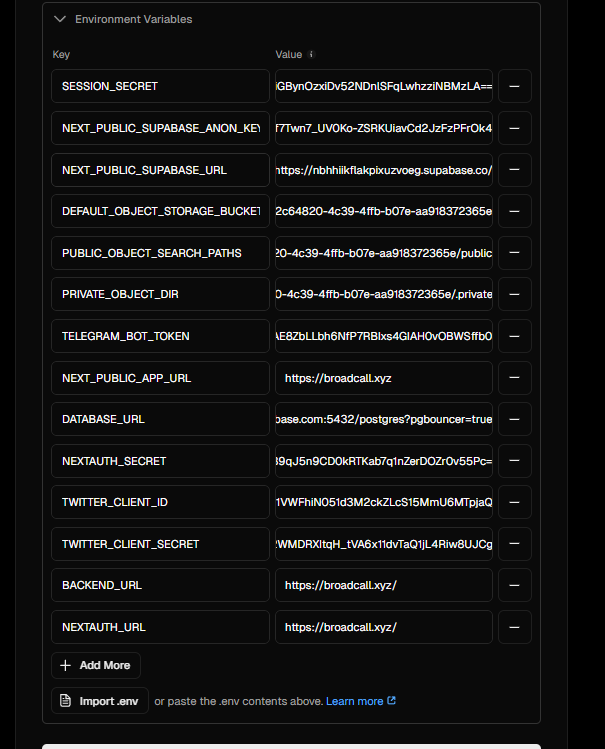 Environment Variables
Key Value
SESSION_SECRET iGBynOzxiDv52NDnlSFqLwhzziNBMzLA==
NEXT_PUBLIC_SUPABASE_ANON_KEY f7Twn7_UV0Ko-ZSRKUiavCd2JzFzPFrOk4
NEXT_PUBLIC_SUPABASE_URL https://nbhhiikflakpixuzvoeg.supabase.co/
DEFAULT_OBJECT_STORAGE_BUCKET 2c64820-4c39-4ffb-b07e-aa918372365e
PUBLIC_OBJECT_SEARCH_PATHS 20-4c39-4ffb-b07e-aa918372365e/public
PRIVATE_OBJECT_DIR 0-4c39-4ffb-b07e-aa918372365e/.private
TELEGRAM_BOT_TOKEN AE8ZbLLbh6NfP7RBIxs4GIAH0vOBWSffb0
NEXT_PUBLIC_APP_URL https://broadcall.xyz
DATABASE_URL base.com:5432/postgres?pgbouncer=true
NEXTAUTH_SECRET 39qJ5n9CD0kRTKab7q1nZerDOZr0v55Pc=
TWITTER_CLIENT_ID 1VWFhiN051d3M2ckZLcS15MmU6MTpjaQ
TWITTER_CLIENT_SECRET 2WMDRXltqH_tVA6x11dvTaQ1jL4Riw8UJCg
BACKEND_URL https://broadcall.xyz/
NEXTAUTH_URL https://broadcall.xyz/
Add More
Import .env or paste the .env contents above. Learn more